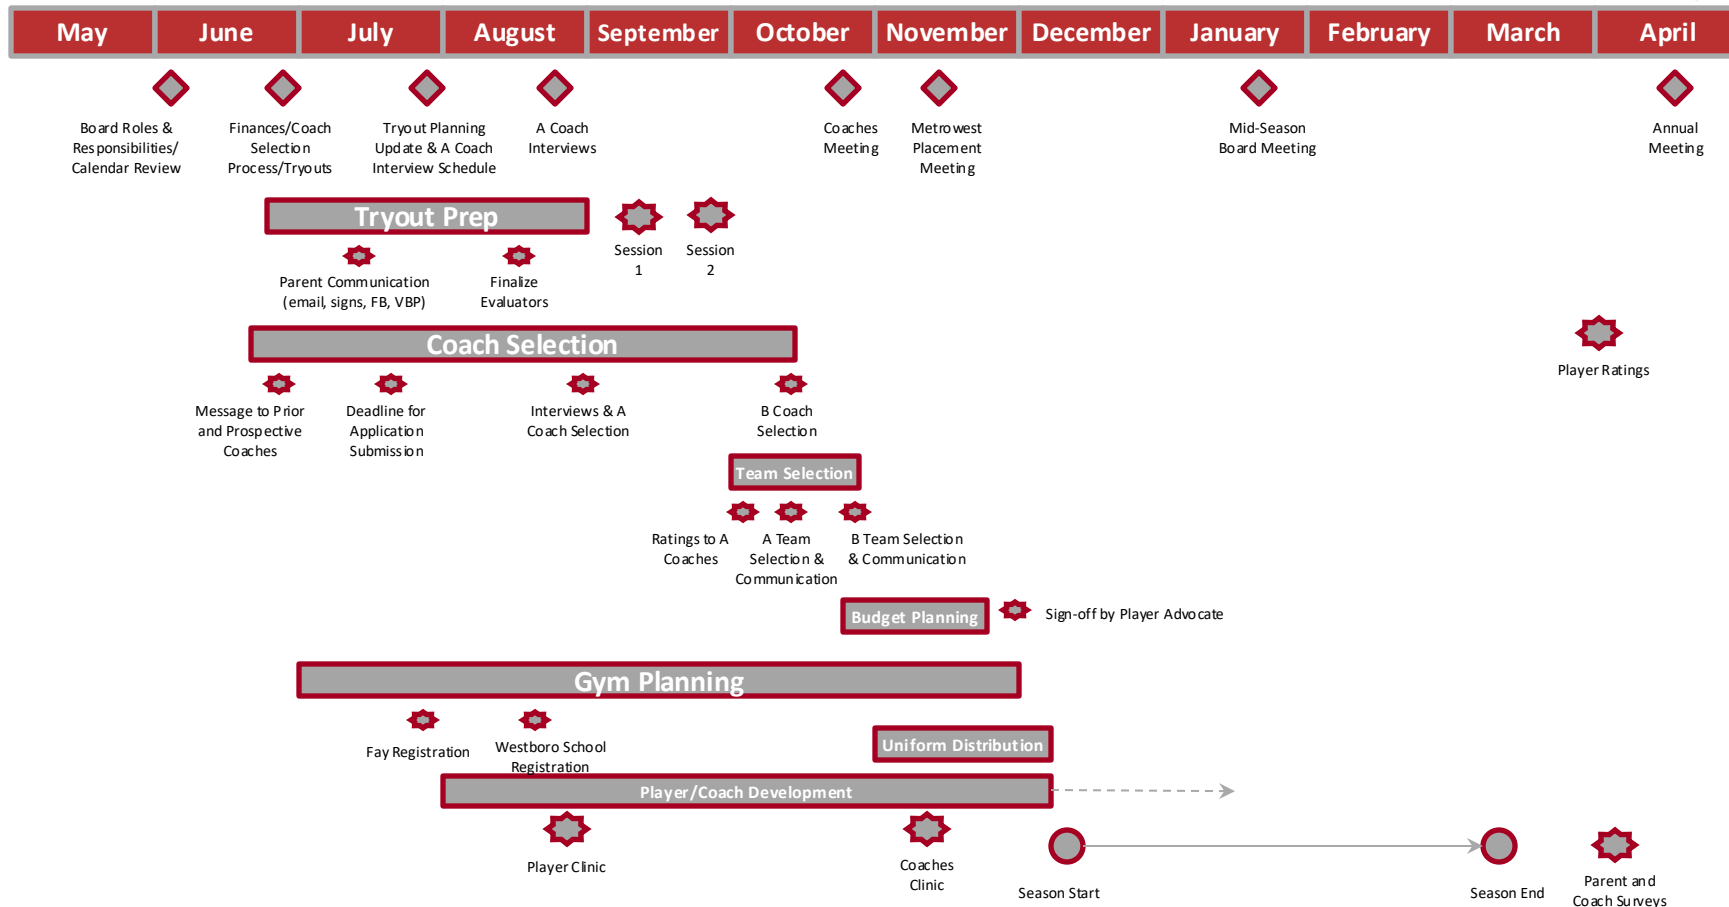 May June July August September October November December January February March April
Board Roles &
Responsibilities/
Calendar Review
Finances/Coach
Selection
Process/Tryouts
Tryout Planning
Update & A Coach
Interview Schedule
A Coach
Interviews
Coaches
Meeting
Metrowest
Placement
Meeting
Mid-Season
Board Meeting
Annual
Meeting
Tryout Prep
Session
1
Session
2
Parent Communication
(email, signs, FB, VBP)
Finalize
Evaluators
Coach Selection
Player Ratings
Message to Prior
and Prospective
Coaches
Deadline for
Application
Submission
Interviews & A
Coach Selection
B Coach
Selection
Team Selection
Ratings to A
Coaches
A Team
Selection &
Communication
B Team Selection
& Communication
Budget Planning
Sign-off by Player Advocate
Gym Planning
Fay Registration
Westboro School
Registration
Uniform Distribution
Player/Coach Development
Player Clinic
Coaches
Clinic
Season Start
Season End
Parent and
Coach Surveys